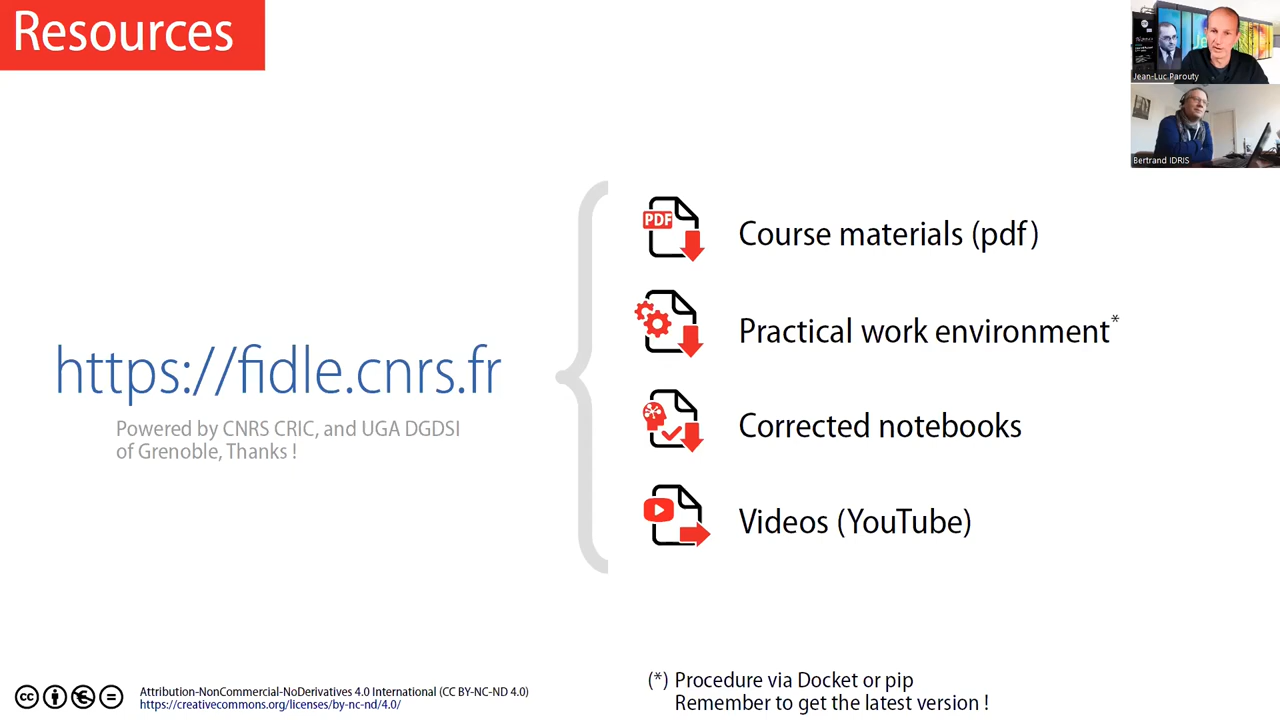 Resources
Jean-Luc Parouty
Bertrand IDRIS
PDF
Course materials (pdf)
Practical work environment*
https://fidle.cnrs.fr
Powered by CNRS CRIC, and UGA DGDSI
of Grenoble, Thanks !
Corrected notebooks
Videos (YouTube)
cc
Attribution-NonCommercial-NoDerivatives 4.0 International (CC BY-NC-ND 4.0)
https://creativecommons.org/licenses/by-nc-nd/4.0/
(*) Procedure via Docket or pip
Remember to get the latest version !